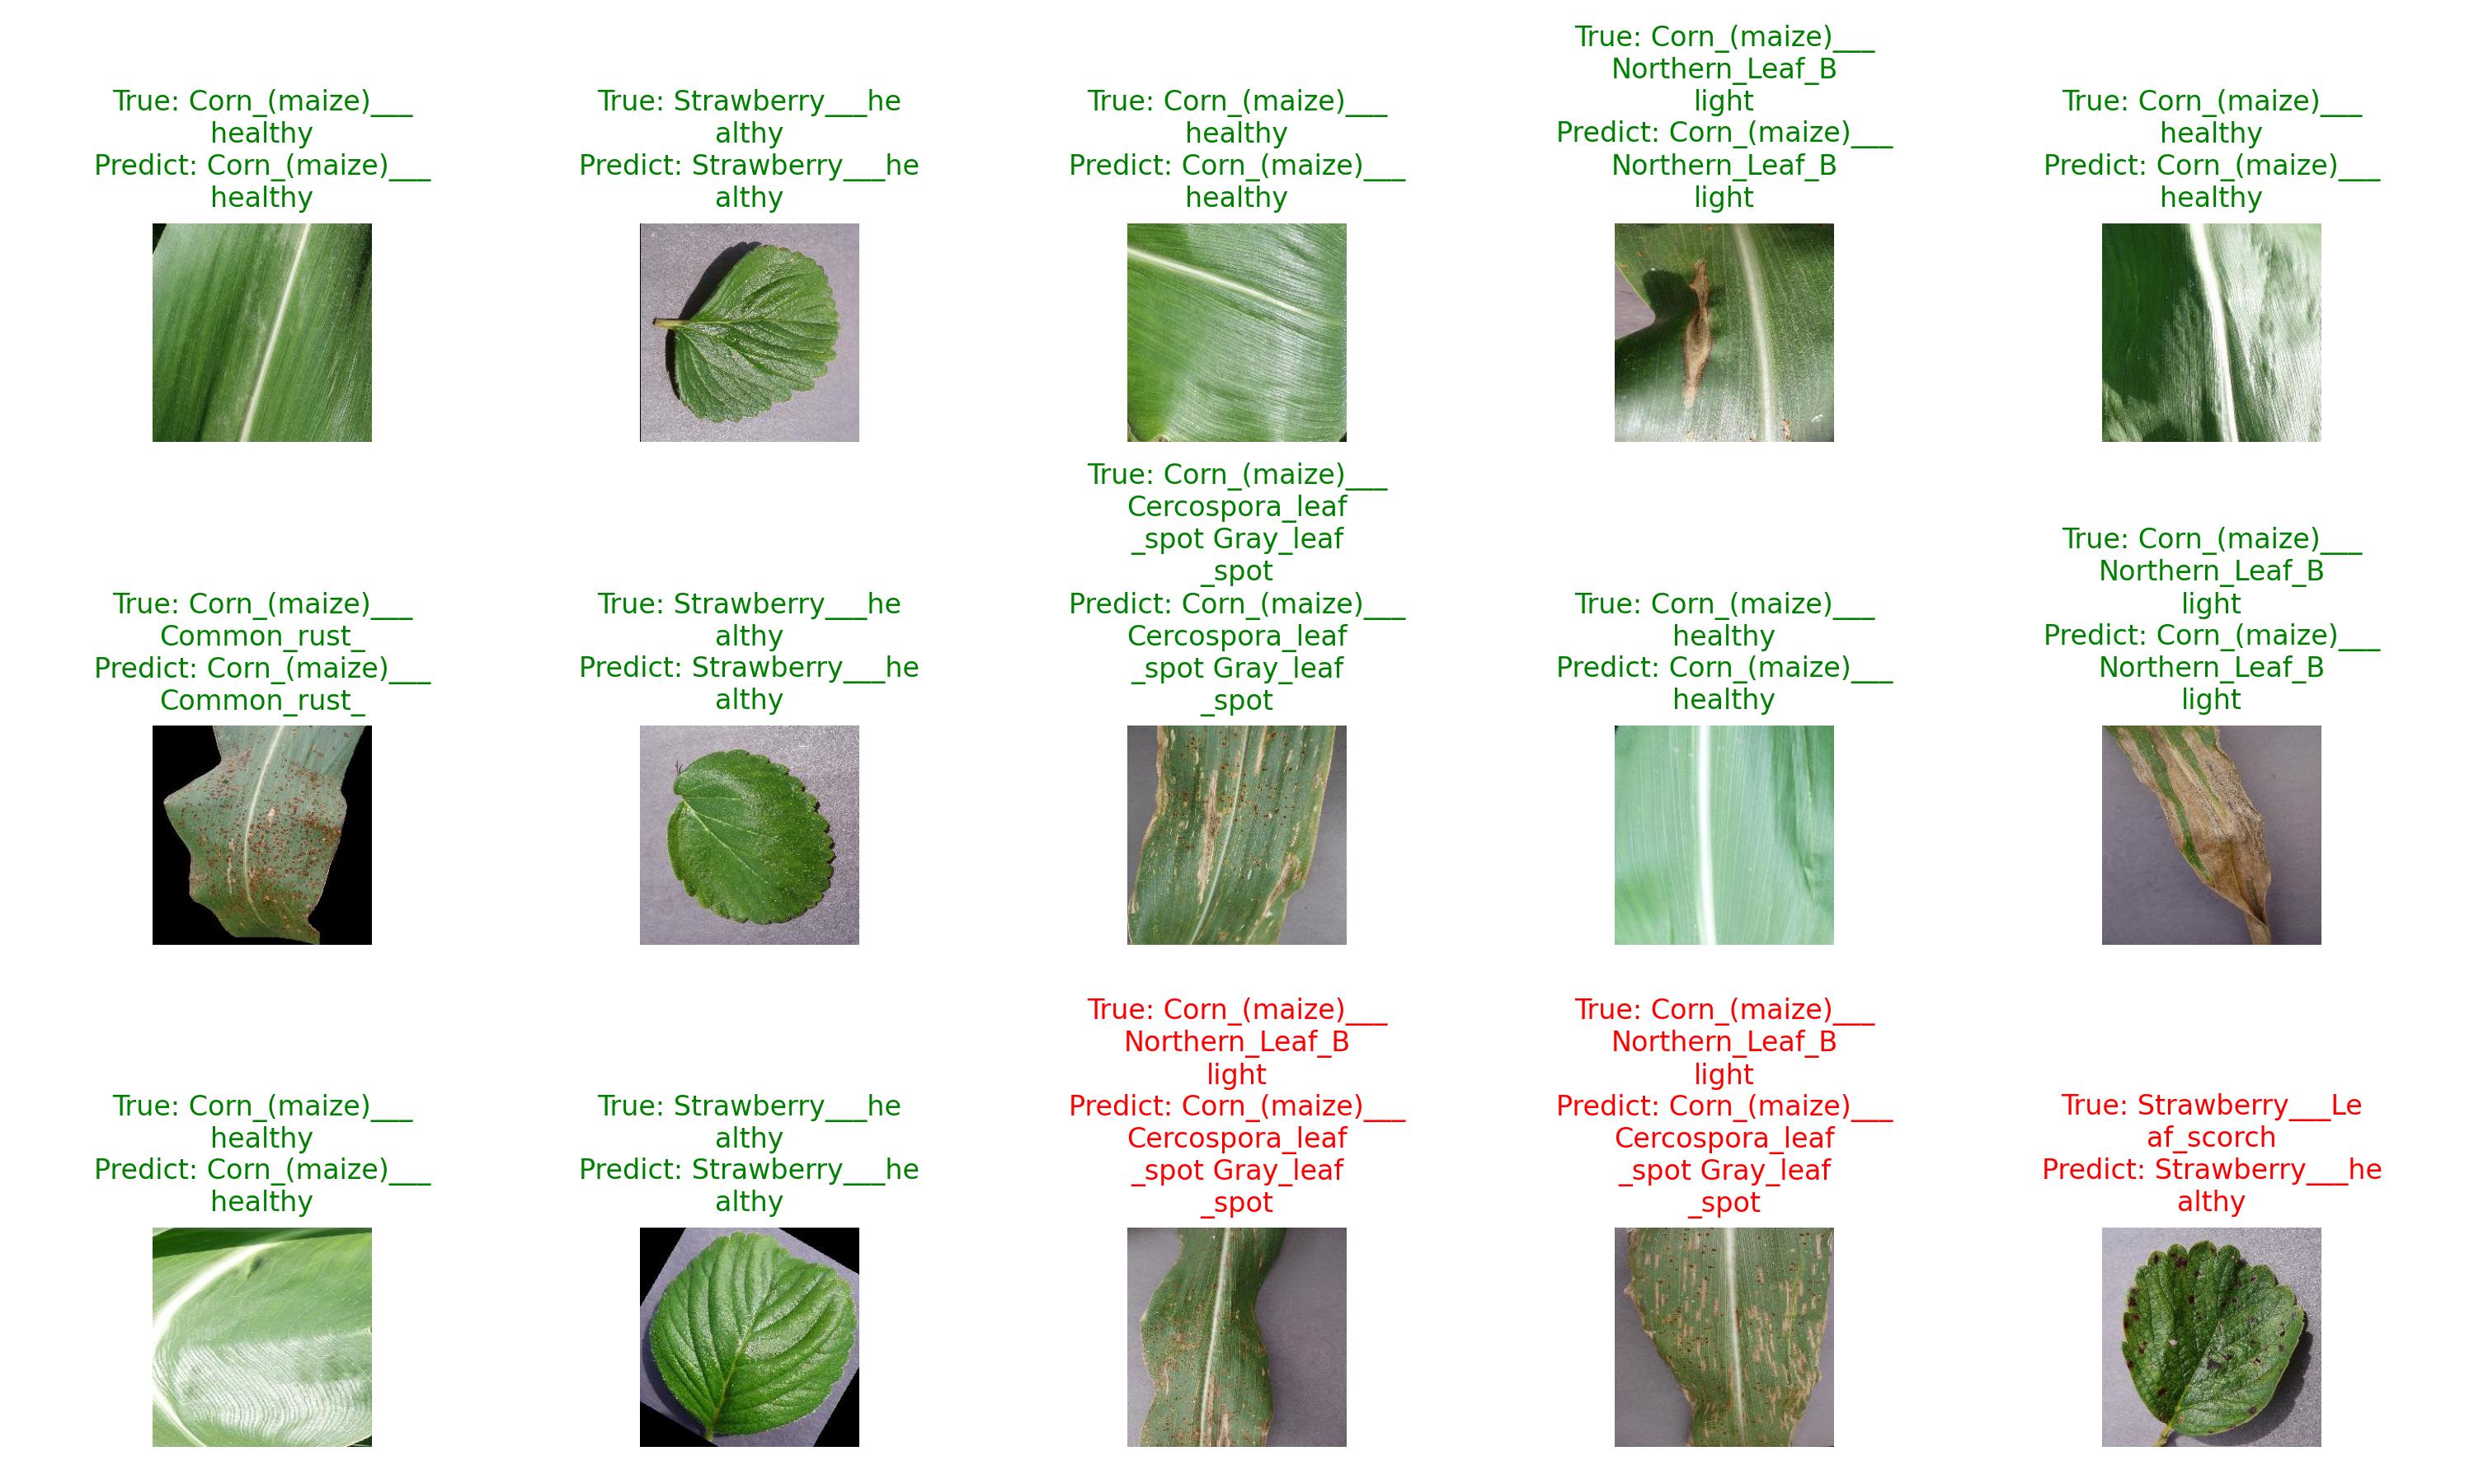 True: Corn_(maize)___
healthy
Predict: Corn_(maize)___
healthy
True: Strawberry___he
althy
Predict: Strawberry___he
althy
True: Corn_(maize)___
healthy
Predict: Corn_(maize)___
healthy
True: Corn_(maize)___
Northern_Leaf_B
light
Predict: Corn_(maize)___
Northern_Leaf_B
light
True: Corn_(maize)___
healthy
Predict: Corn_(maize)___
healthy
True: Corn_(maize)___
Common_rust_
Predict: Corn_(maize)___
Common_rust_
True: Strawberry___he
althy
Predict: Strawberry___he
althy
True: Corn_(maize)___
Cercospora_leaf
_spot Gray_leaf
_spot
Predict: Corn_(maize)___
Cercospora_leaf
_spot Gray_leaf
_spot
True: Corn_(maize)___
healthy
Predict: Corn_(maize)___
healthy
True: Corn_(maize)___
Northern_Leaf_B
light
Predict: Corn_(maize)___
Northern_Leaf_B
light
True: Corn_(maize)___
healthy
Predict: Corn_(maize)___
healthy
True: Strawberry___he
althy
Predict: Strawberry___he
althy
True: Corn_(maize)___
Northern_Leaf_B
light
Predict: Corn_(maize)___
Cercospora_leaf
_spot Gray_leaf
_spot
True: Corn_(maize)___
Northern_Leaf_B
light
Predict: Corn_(maize)___
Cercospora_leaf
_spot Gray_leaf
_spot
True: Strawberry___Le
af_scorch
Predict: Strawberry___he
althy